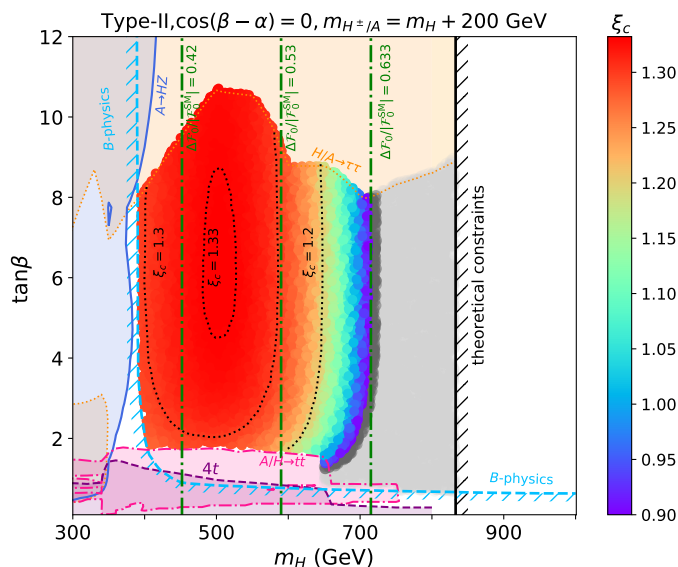 Type-II,cos(β − α) = 0, m_{H^±/A} = m_H + 200 GeV
ξ_c
12
10
8
6
4
2
tanβ
300
500
700
900
m_H (GeV)
B-physics
A→HZ
ΔF_0/|F_0^{SM}| = 0.42
ΔF_0/|F_0^{SM}| = 0.53
ΔF_0/|F_0^{SM}| = 0.633
H/A→ττ
ξ_c = 1.3
ξ_c = 1.33
ξ_c = 1.2
theoretical constraints
A/H→tt
4t
B-physics
1.30
1.25
1.20
1.15
1.10
1.05
1.00
0.95
0.90